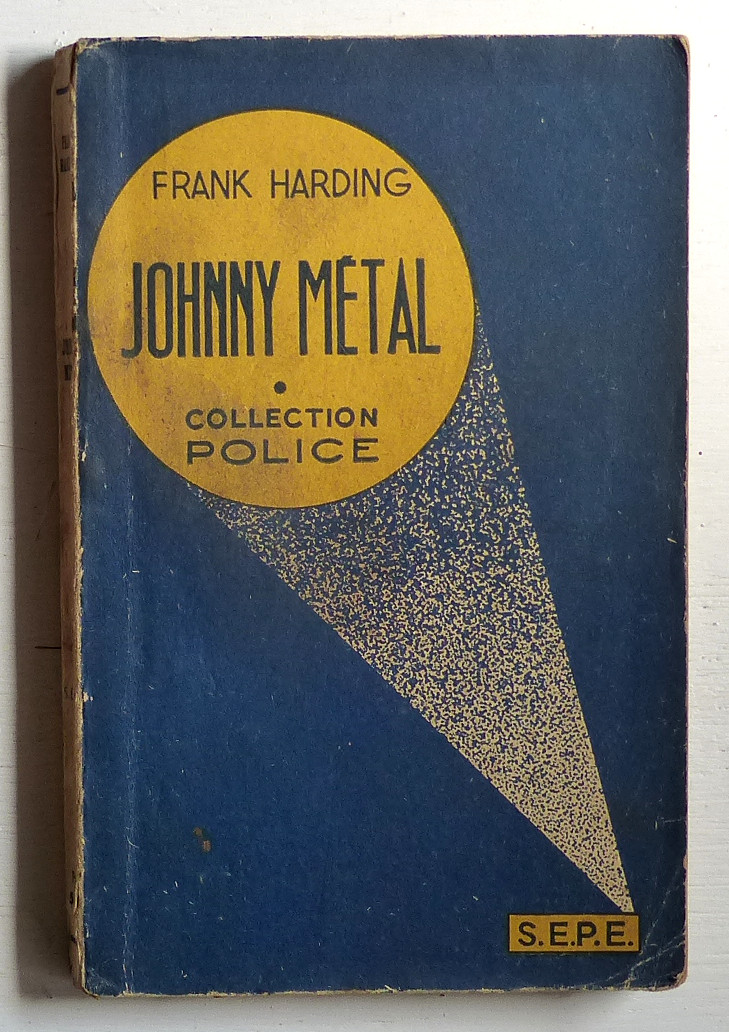 FRANK HARDING
JOHNNY MÉTAL
•
COLLECTION
POLICE
S.E.P.E.